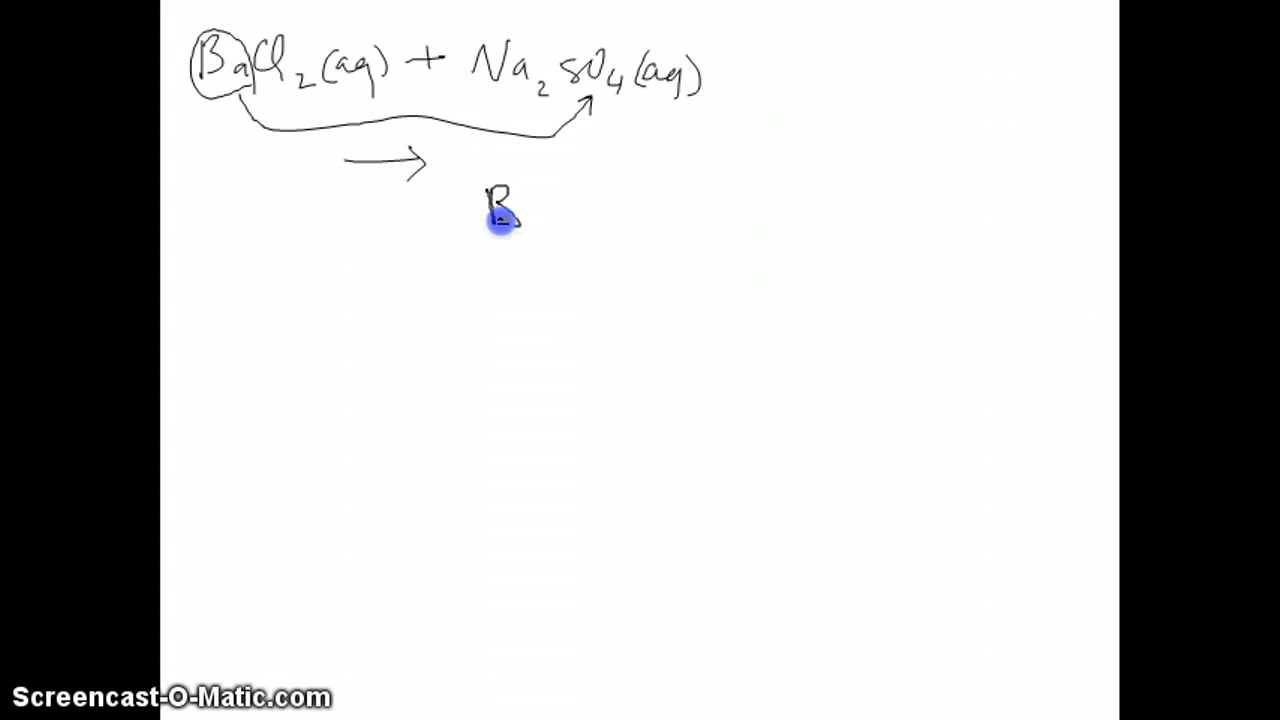 BaCl₂(aq) + Na₂SO₄(aq)
→
B
Screencast-O-Matic.com